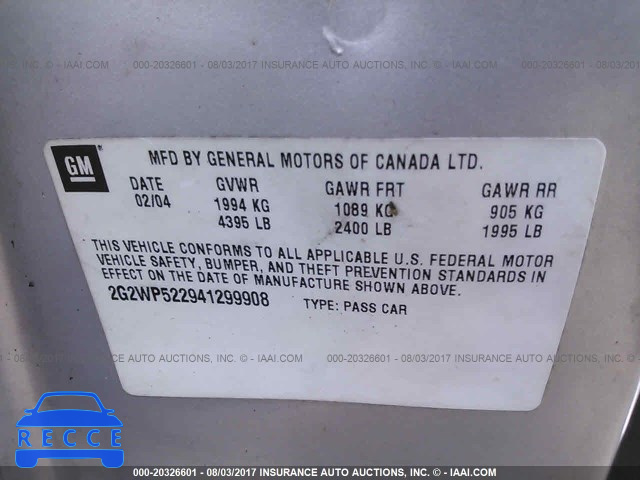 000-20326601 - 08/03/2017 INSURANCE AUTO AUCTIONS, INC. - © IAAI.COM
GM
MFD BY GENERAL MOTORS OF CANADA LTD.
DATE GVWR GAWR FRT GAWR RR
02/04 1994 KG 1089 KG 905 KG
4395 LB 2400 LB 1995 LB
THIS VEHICLE CONFORMS TO ALL APPLICABLE U.S. FEDERAL MOTOR
VEHICLE SAFETY, BUMPER, AND THEFT PREVENTION STANDARDS IN
EFFECT ON THE DATE OF MANUFACTURE SHOWN ABOVE.
2G2WP522941299908 TYPE: PASS CAR
000-20326601 - 08/03/2017 INSURANCE AUTO AUCTIONS, INC. - © IAAI.COM
RECCE
000-20326601 - 08/03/2017 INSURANCE AUTO AUCTIONS, INC. - © IAAI.COM